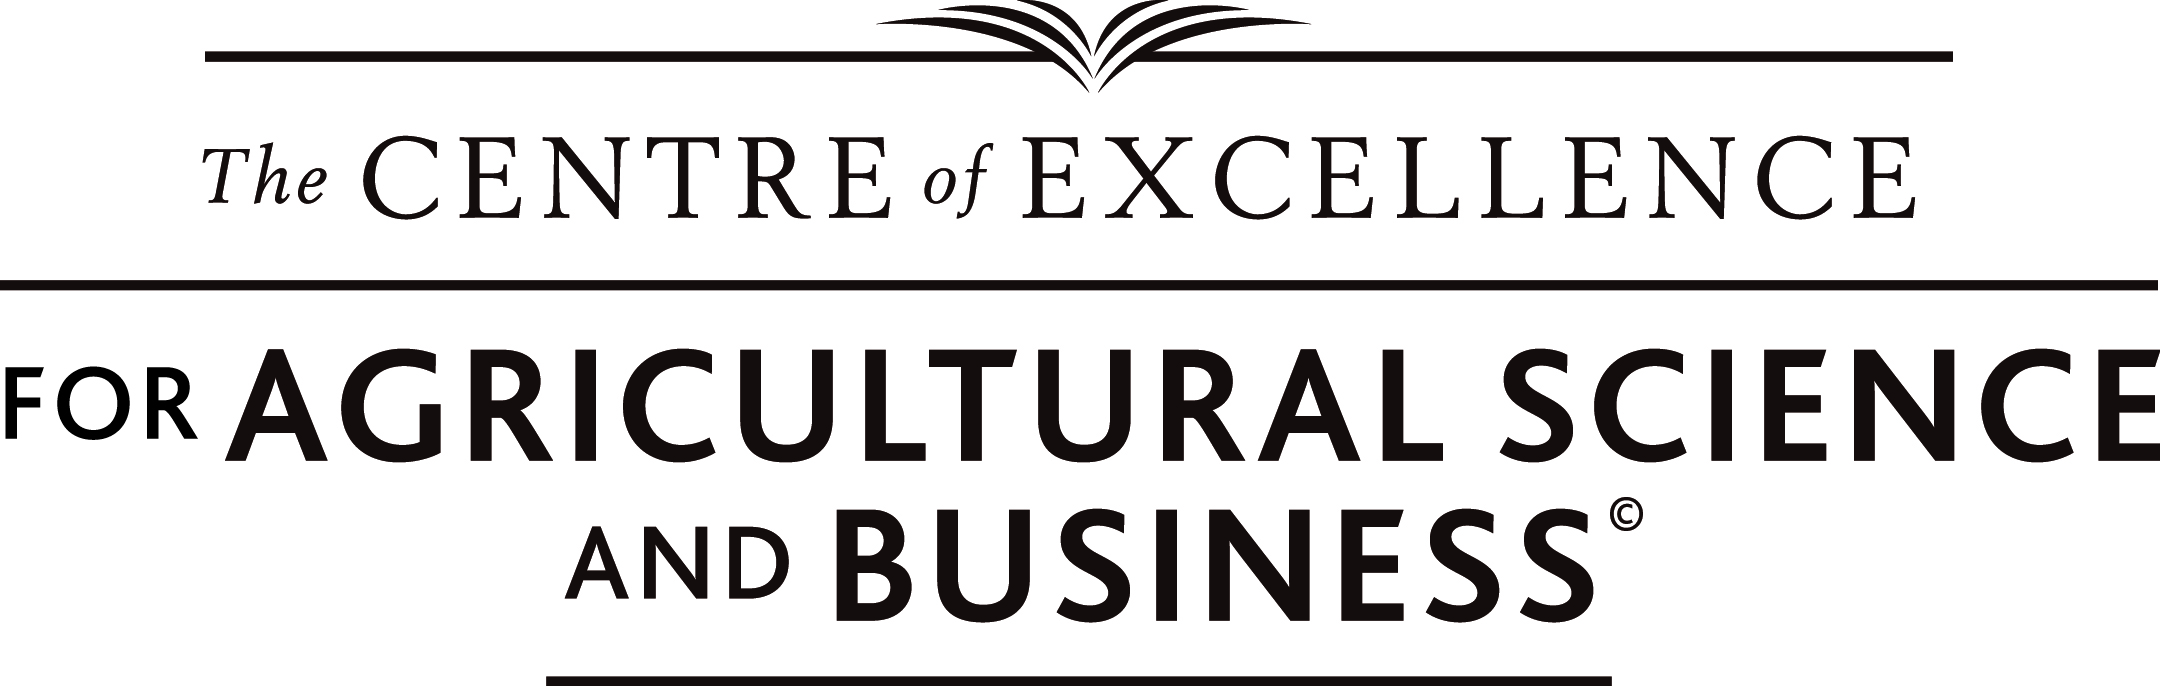 The CENTRE of EXCELLENCE
FOR AGRICULTURAL SCIENCE
AND BUSINESS©